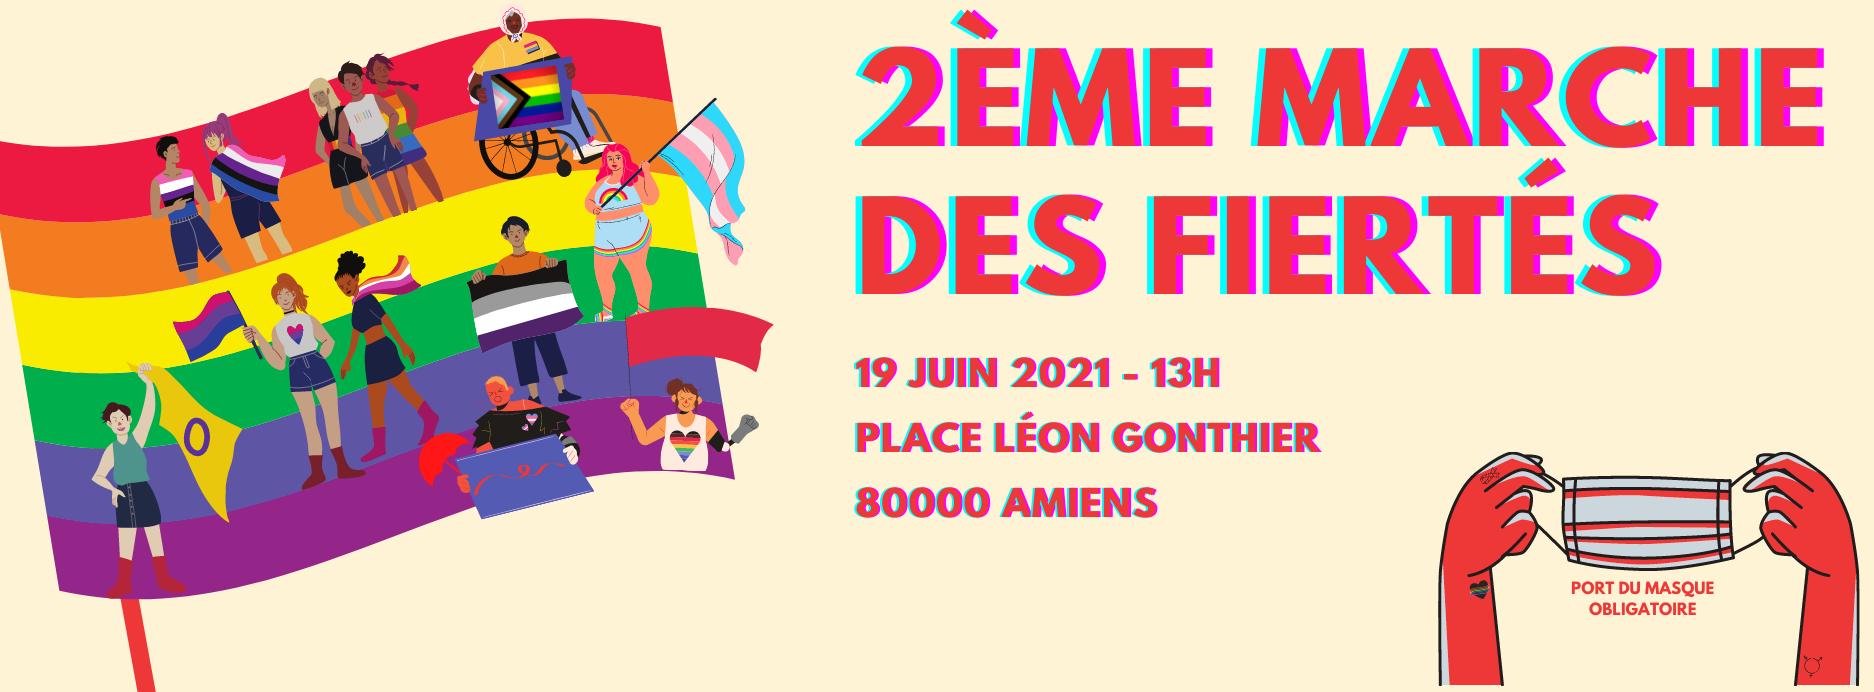 2ÈME MARCHE
DES FIERTÉS
19 JUIN 2021 - 13H
PLACE LÉON GONTHIER
80000 AMIENS
PORT DU MASQUE
OBLIGATOIRE